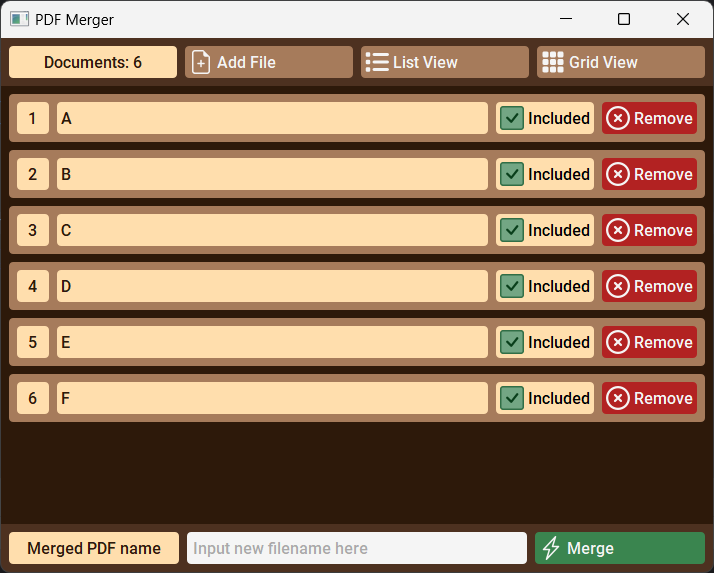 PDF Merger
Documents: 6 Add File List View Grid View
1 A Included Remove
2 B Included Remove
3 C Included Remove
4 D Included Remove
5 E Included Remove
6 F Included Remove
Merged PDF name Input new filename here Merge